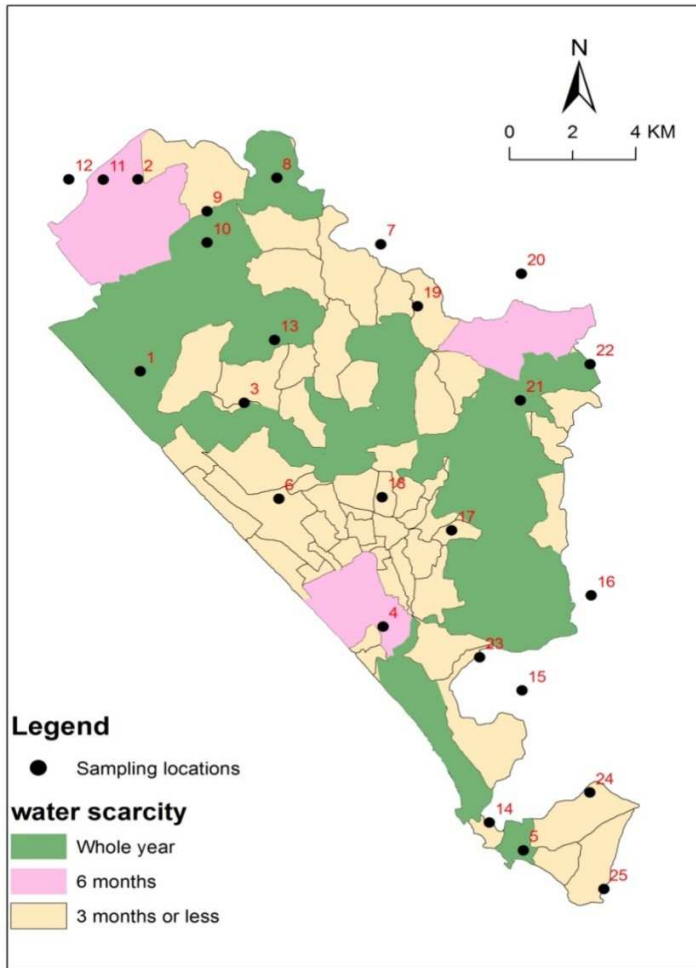 N
0 2 4 KM
12 11 2 8
9
10 7
20
19
13
22
1
3 21
6 18
17
16
4
23
15
24
14
5
25
Legend
Sampling locations
water scarcity
Whole year
6 months
3 months or less